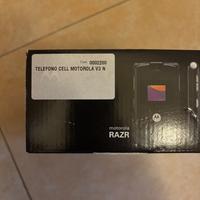 0002200
TELEFONO CELL MOTOROLA V3 N
motorola
RAZR